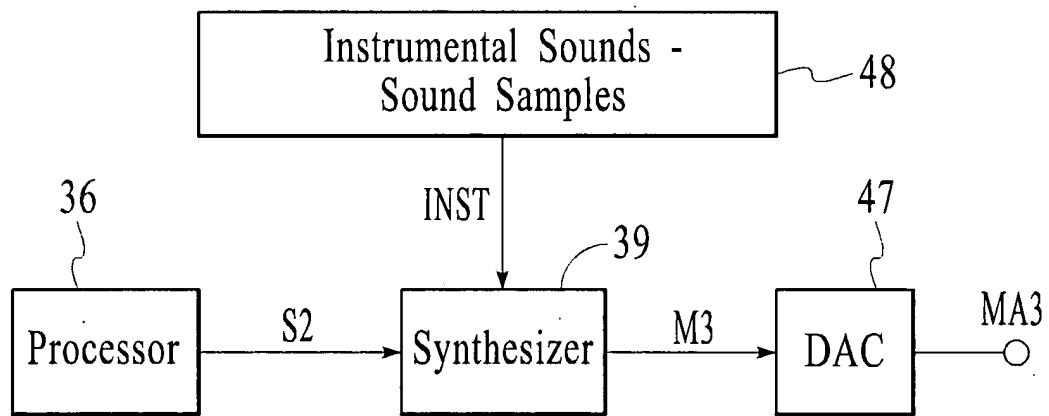 Instrumental Sounds -
Sound Samples
48
INST
36
39
47
Processor
S2
Synthesizer
M3
DAC
MA3